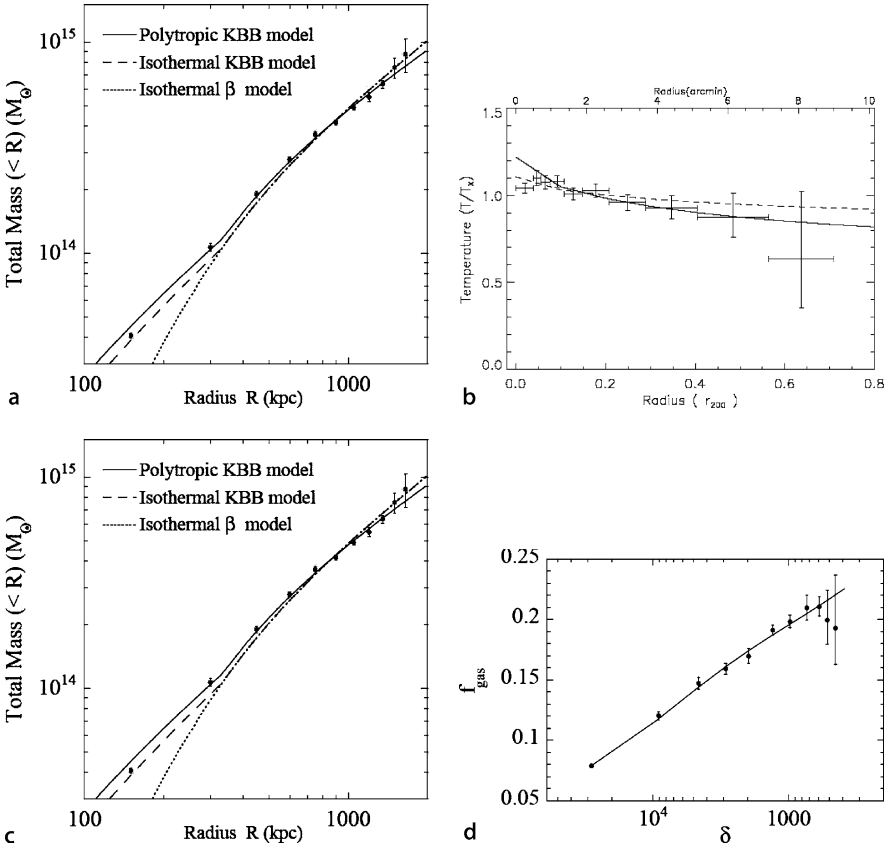 10^15
Polytropic KBB model
Isothermal KBB model
Isothermal β model
Total Mass (< R) (M⊙)
10^14
100
1000
Radius R (kpc)
a
Radius(arcmin)
0 2 4 6 8 10
Temperature (T/Tx)
1.5
1.0
0.5
0.0
0.0 0.2 0.4 0.6 0.8
Radius ( r200 )
b
10^15
Polytropic KBB model
Isothermal KBB model
Isothermal β model
Total Mass (< R) (M⊙)
10^14
100
1000
Radius R (kpc)
c
0.25
0.2
0.15
0.1
0.05
fgas
10^4
1000
δ
d